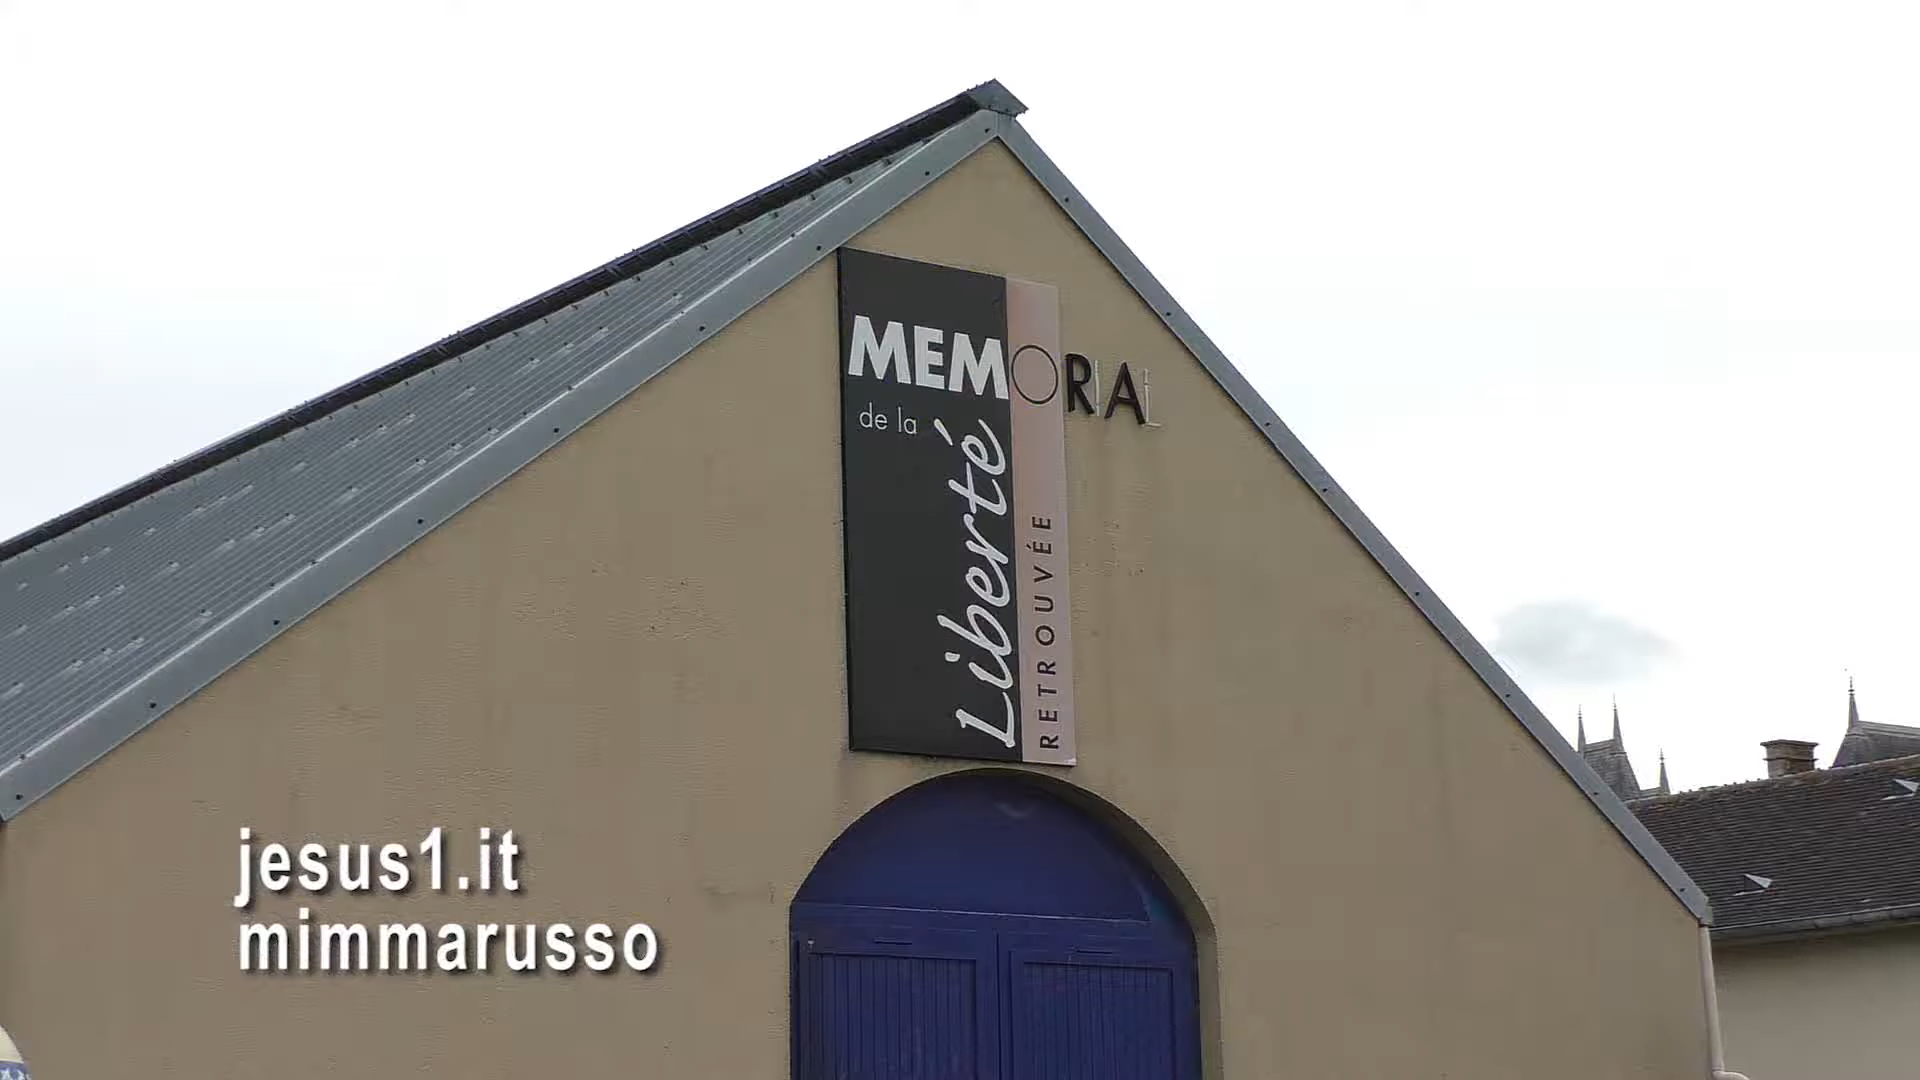 MEMORIAL
de la
Liberté
RETROUVÉE
jesus1.it
mimmarusso